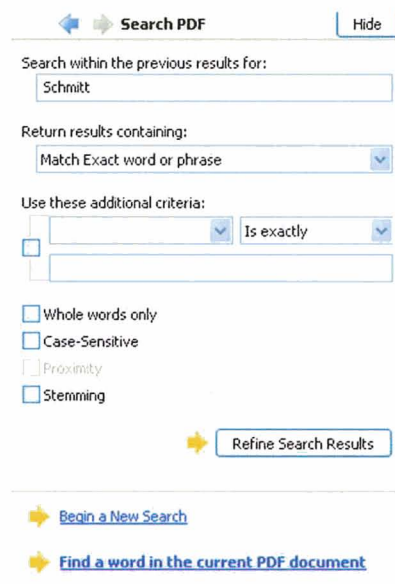 Search PDF Hide
Search within the previous results for:
Schmitt
Return results containing:
Match Exact word or phrase
Use these additional criteria:
Is exactly
Whole words only
Case-Sensitive
Proximity
Stemming
Refine Search Results
Begin a New Search
Find a word in the current PDF document